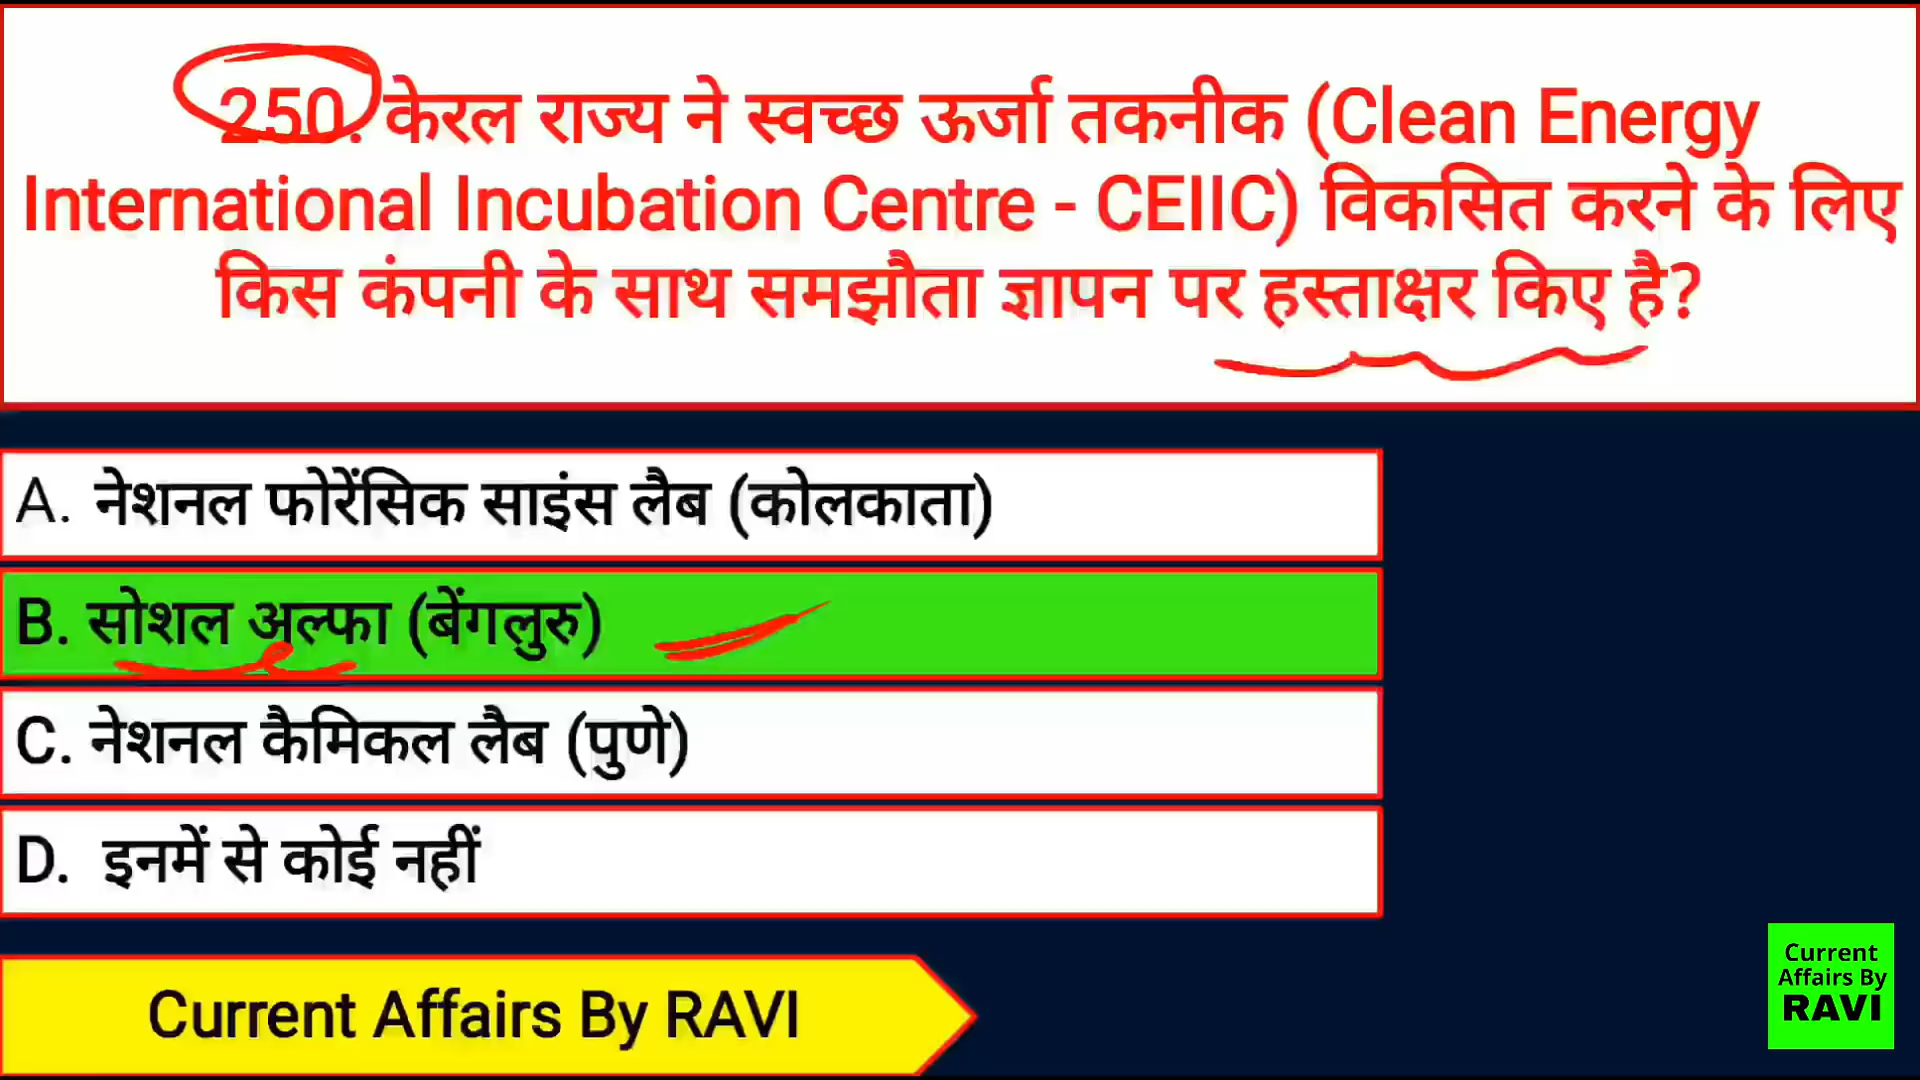 250. केरल राज्य ने स्वच्छ ऊर्जा तकनीक (Clean Energy
International Incubation Centre - CEIIC) विकसित करने के लिए
किस कंपनी के साथ समझौता ज्ञापन पर हस्ताक्षर किए है?
A. नेशनल फोरेंसिक साइंस लैब (कोलकाता)
B. सोशल अल्फा (बेंगलुरु)
C. नेशनल कैमिकल लैब (पुणे)
D. इनमें से कोई नहीं
Current Affairs By RAVI
Current
Affairs By
RAVI